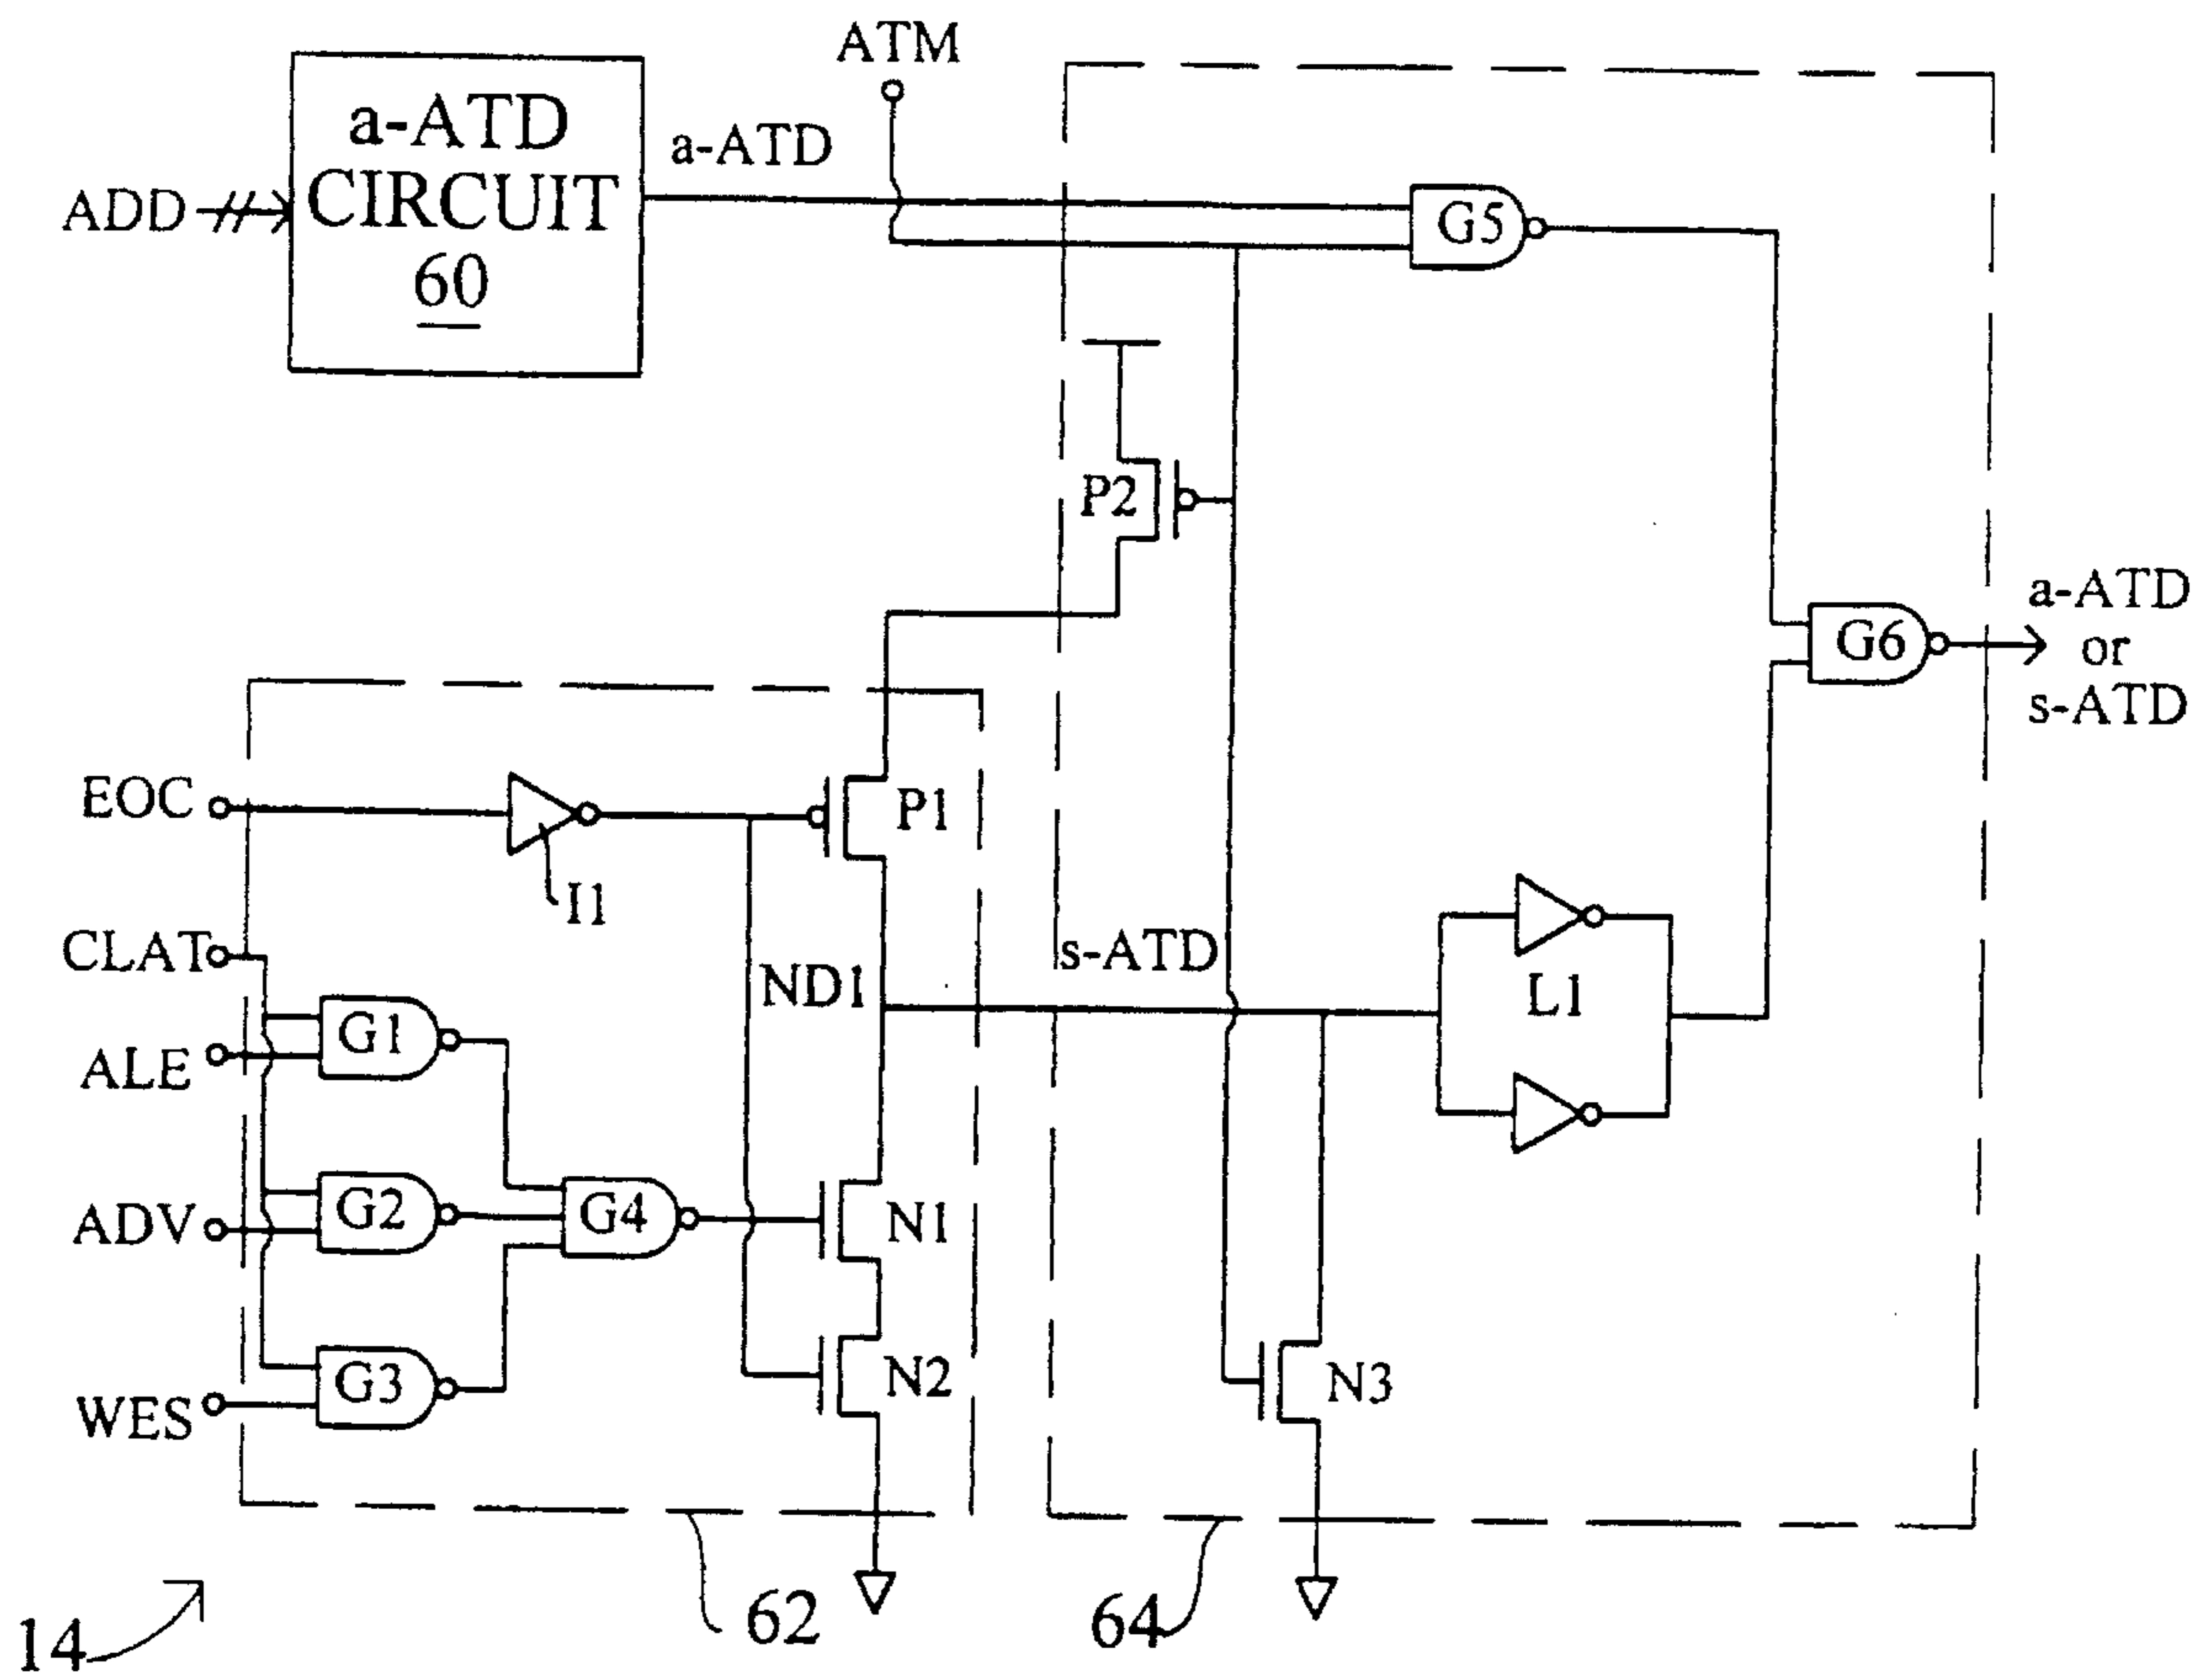 ATM
a-ATD
CIRCUIT
60
a-ATD
ADD
G5
P2
a-ATD
or
s-ATD
G6
EOC
I1
P1
CLAT
ND1
s-ATD
L1
ALE
G1
ADV
G2
G4
N1
WES
G3
N2
N3
14
62
64